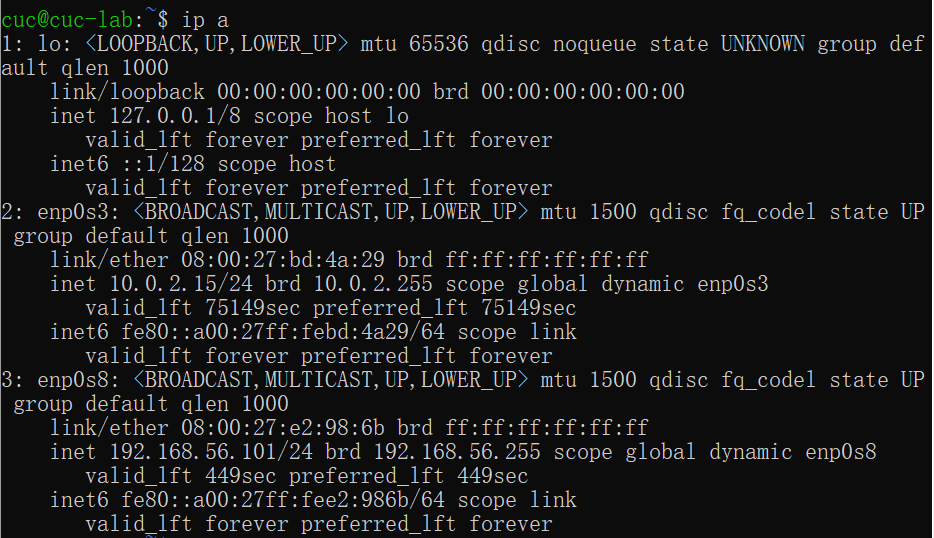 cuc@cuc-lab:~$ ip a
1: lo: <LOOPBACK,UP,LOWER_UP> mtu 65536 qdisc noqueue state UNKNOWN group def
ault qlen 1000
    link/loopback 00:00:00:00:00:00 brd 00:00:00:00:00:00
    inet 127.0.0.1/8 scope host lo
       valid_lft forever preferred_lft forever
    inet6 ::1/128 scope host
       valid_lft forever preferred_lft forever
2: enp0s3: <BROADCAST,MULTICAST,UP,LOWER_UP> mtu 1500 qdisc fq_codel state UP
 group default qlen 1000
    link/ether 08:00:27:bd:4a:29 brd ff:ff:ff:ff:ff:ff
    inet 10.0.2.15/24 brd 10.0.2.255 scope global dynamic enp0s3
       valid_lft 75149sec preferred_lft 75149sec
    inet6 fe80::a00:27ff:febd:4a29/64 scope link
       valid_lft forever preferred_lft forever
3: enp0s8: <BROADCAST,MULTICAST,UP,LOWER_UP> mtu 1500 qdisc fq_codel state UP
 group default qlen 1000
    link/ether 08:00:27:e2:98:6b brd ff:ff:ff:ff:ff:ff
    inet 192.168.56.101/24 brd 192.168.56.255 scope global dynamic enp0s8
       valid_lft 449sec preferred_lft 449sec
    inet6 fe80::a00:27ff:fee2:986b/64 scope link
       valid_lft forever preferred_lft forever